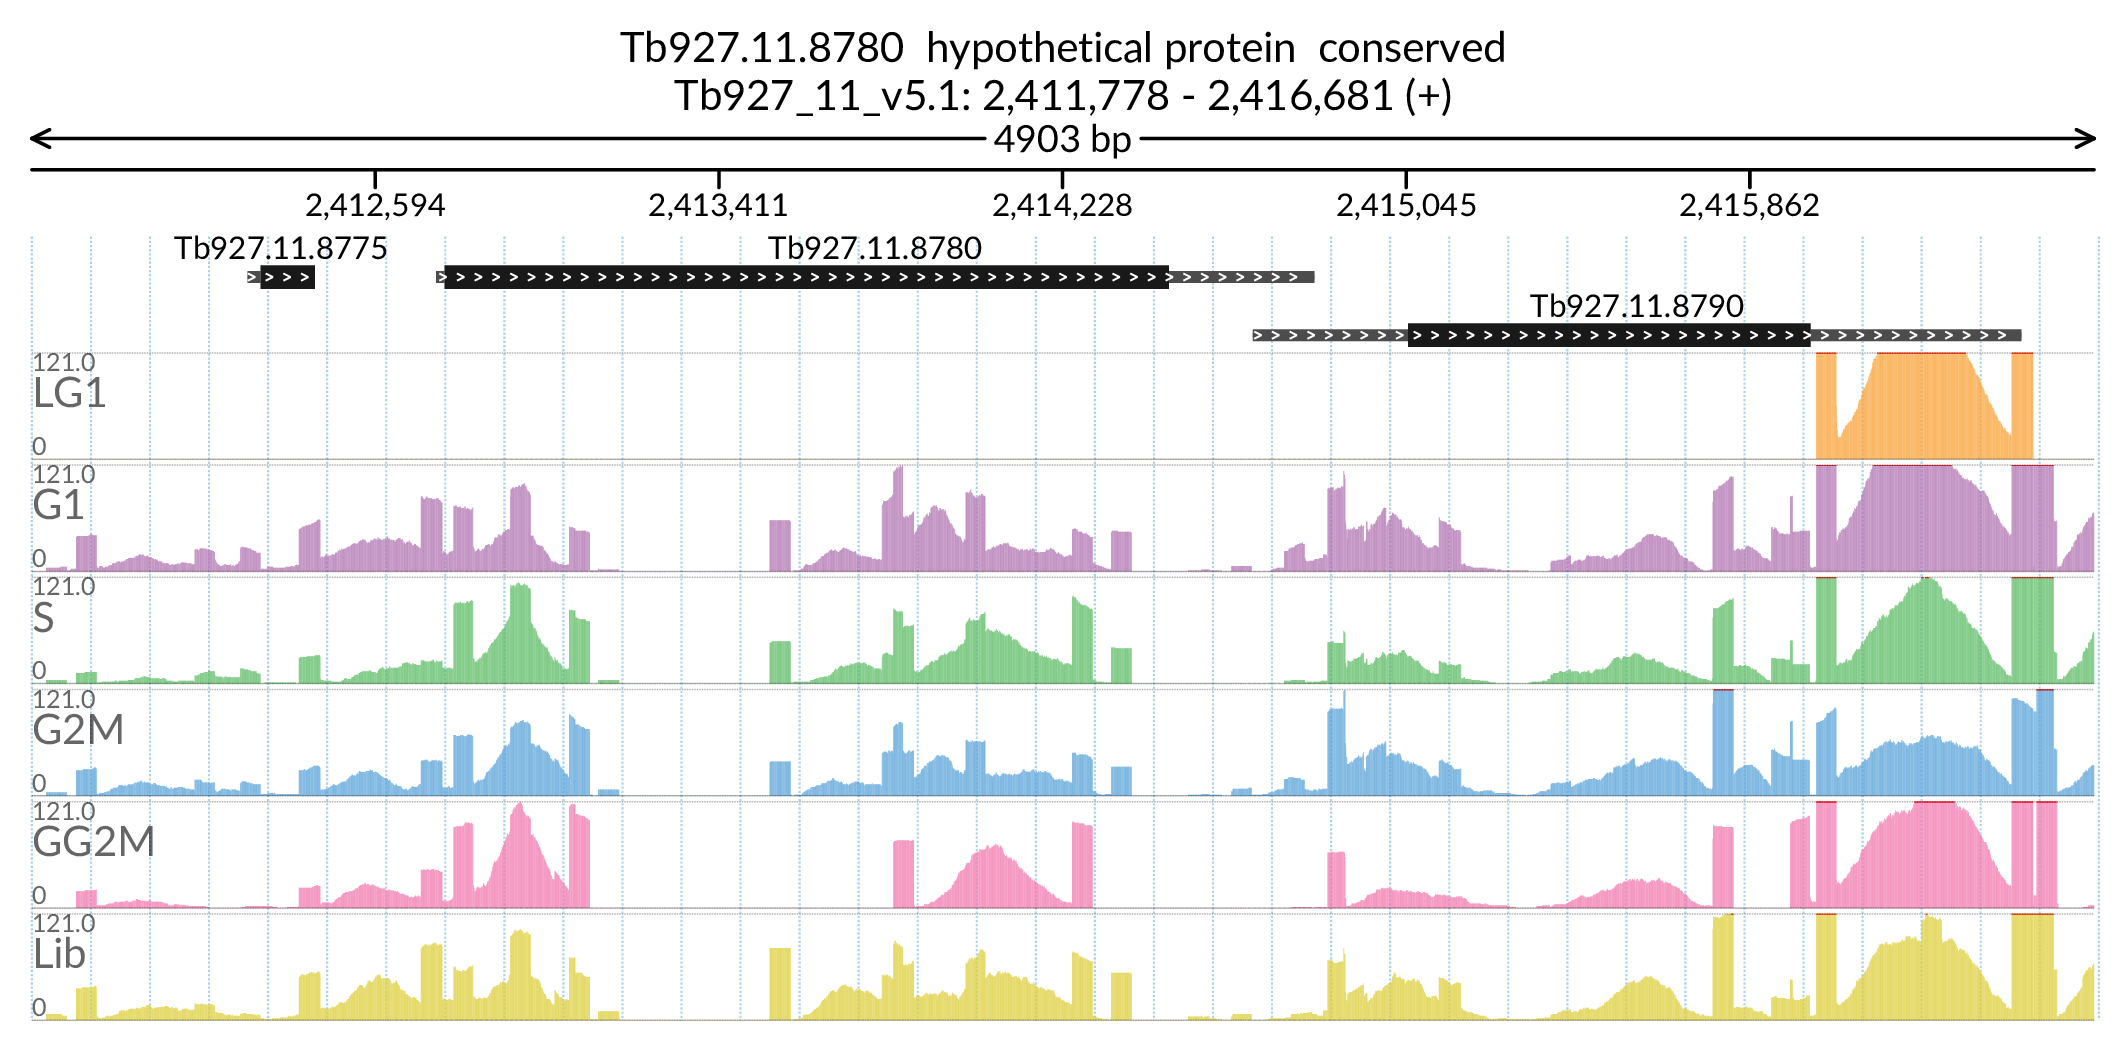 Tb927.11.8780  hypothetical protein  conserved
Tb927_11_v5.1: 2,411,778 - 2,416,681 (+)
4903 bp
2,412,594 2,413,411 2,414,228 2,415,045 2,415,862
Tb927.11.8775 Tb927.11.8780
Tb927.11.8790
121.0
LG1
0
121.0
G1
0
121.0
S
0
121.0
G2M
0
121.0
GG2M
0
121.0
Lib
0